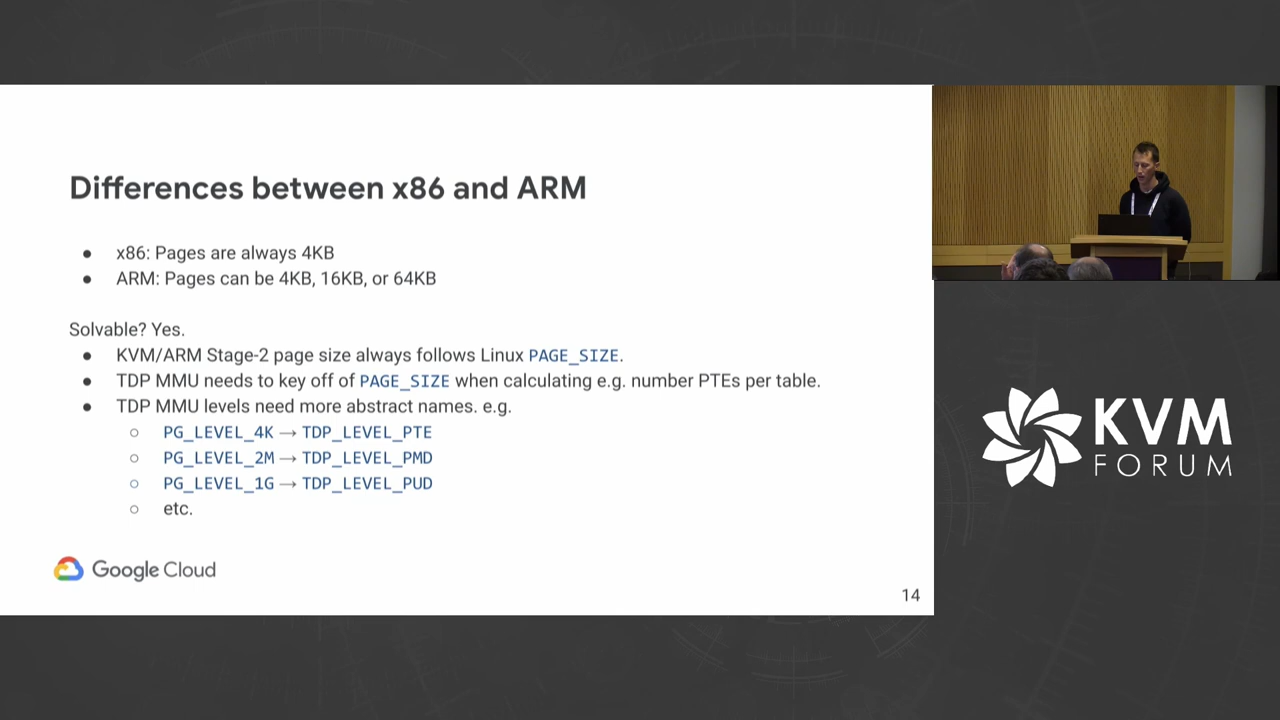 Differences between x86 and ARM
● x86: Pages are always 4KB
● ARM: Pages can be 4KB, 16KB, or 64KB
Solvable? Yes.
● KVM/ARM Stage-2 page size always follows Linux PAGE_SIZE.
● TDP MMU needs to key off of PAGE_SIZE when calculating e.g. number PTEs per table.
● TDP MMU levels need more abstract names. e.g.
○ PG_LEVEL_4K → TDP_LEVEL_PTE
○ PG_LEVEL_2M → TDP_LEVEL_PMD
○ PG_LEVEL_1G → TDP_LEVEL_PUD
○ etc.
Google Cloud
14
KVM
FORUM